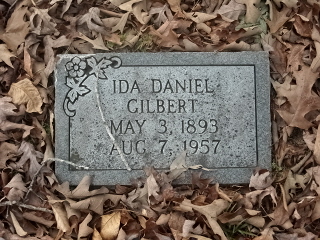 IDA DANIEL
GILBERT
MAY 3, 1893
AUG 7, 1957